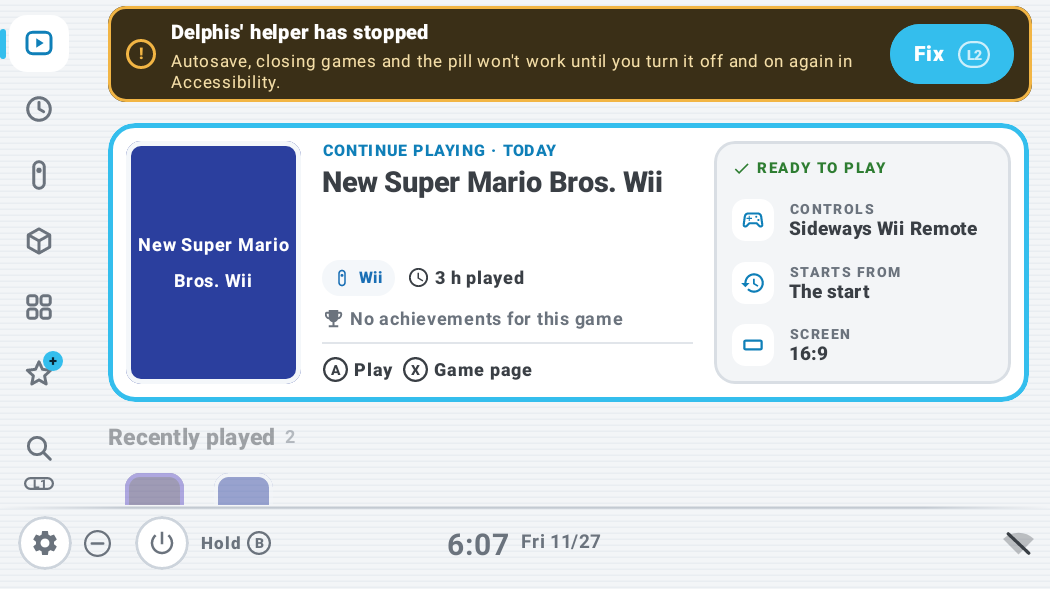 Delphis' helper has stopped
Autosave, closing games and the pill won't work until you turn it off and on again in
Accessibility.
Fix L2
CONTINUE PLAYING · TODAY
New Super Mario Bros. Wii
New Super Mario
Bros. Wii
Wii
3 h played
No achievements for this game
A Play X Game page
READY TO PLAY
CONTROLS
Sideways Wii Remote
STARTS FROM
The start
SCREEN
16:9
Recently played 2
L1
Hold B
6:07 Fri 11/27